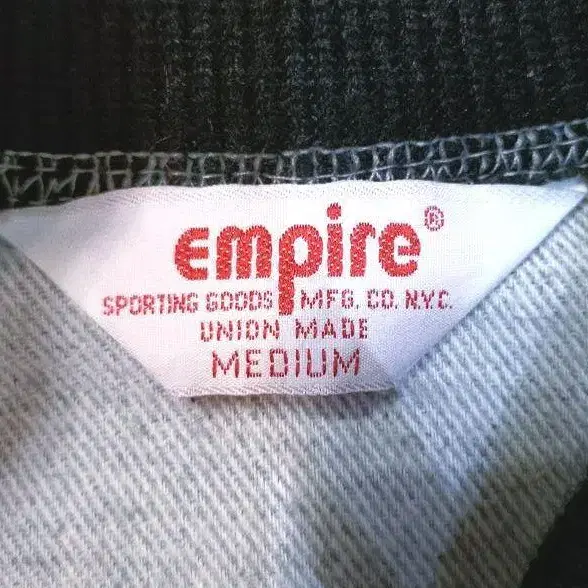 empire®
SPORTING GOODS MFG. CO. N.Y.C.
UNION MADE
MEDIUM